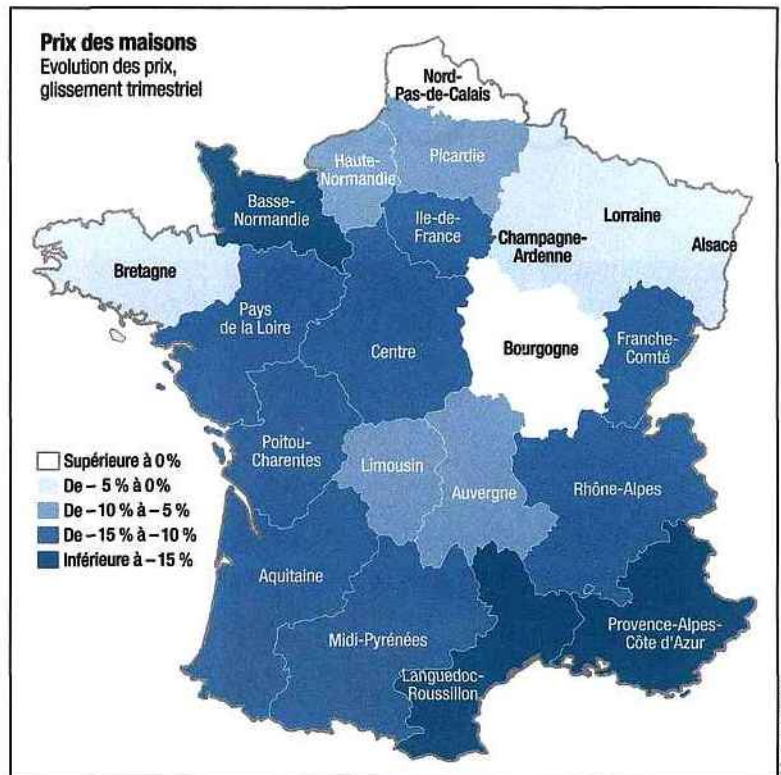 Prix des maisons
Evolution des prix,
glissement trimestriel
Nord-
Pas-de-Calais
Haute-
Normandie
Picardie
Basse-
Normandie
Ile-de-
France
Champagne-
Ardenne
Lorraine
Alsace
Bretagne
Pays
de la Loire
Centre
Bourgogne
Franche-
Comté
Poitou-
Charentes
Limousin
Auvergne
Rhône-Alpes
Supérieure à 0 %
De – 5 % à 0 %
De – 10 % à – 5 %
De – 15 % à – 10 %
Inférieure à – 15 %
Aquitaine
Midi-Pyrénées
Languedoc-
Roussillon
Provence-Alpes-
Côte d'Azur